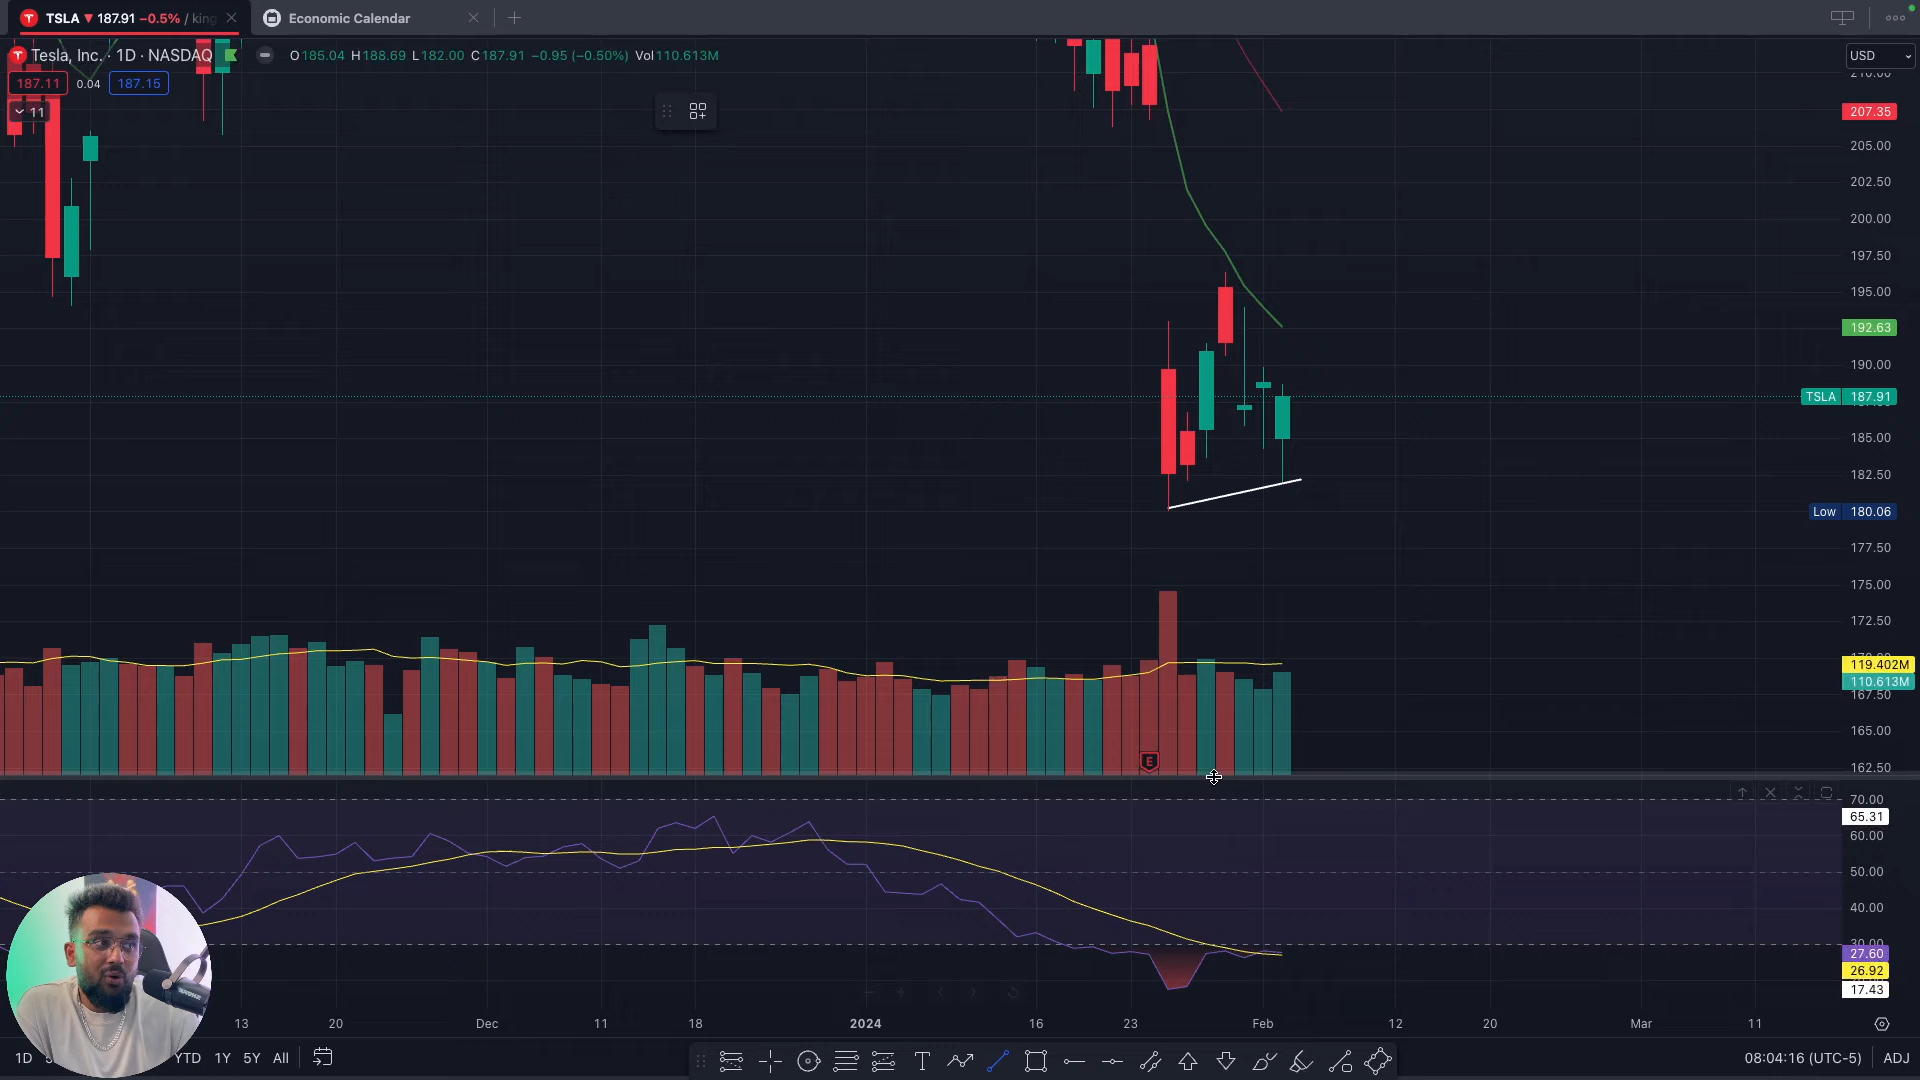 TSLA ▼ 187.91 −0.5% / king
Economic Calendar
Tesla, Inc. · 1D · NASDAQ
O185.04 H188.69 L182.00 C187.91 −0.95 (−0.50%) Vol110.613M
USD
187.11 0.04 187.15
11
210.00
207.35
205.00
202.50
200.00
197.50
195.00
192.63
190.00
TSLA 187.91
185.00
182.50
Low 180.06
177.50
175.00
172.50
119.402M
110.613M
167.50
165.00
E
162.50
70.00
65.31
60.00
50.00
40.00
30.00
27.60
26.92
17.43
13 20 Dec 11 18 2024 16 23 Feb 12 20 Mar 11
1D YTD 1Y 5Y All
08:04:16 (UTC-5) ADJ